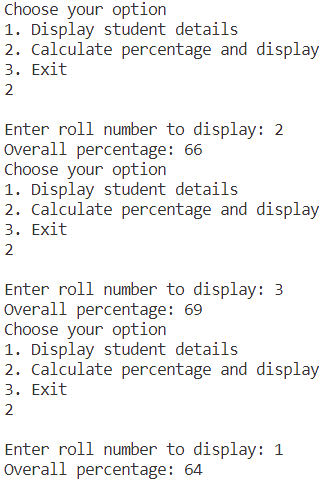 Choose your option
1. Display student details
2. Calculate percentage and display
3. Exit
2
Enter roll number to display: 2
Overall percentage: 66
Choose your option
1. Display student details
2. Calculate percentage and display
3. Exit
2
Enter roll number to display: 3
Overall percentage: 69
Choose your option
1. Display student details
2. Calculate percentage and display
3. Exit
2
Enter roll number to display: 1
Overall percentage: 64